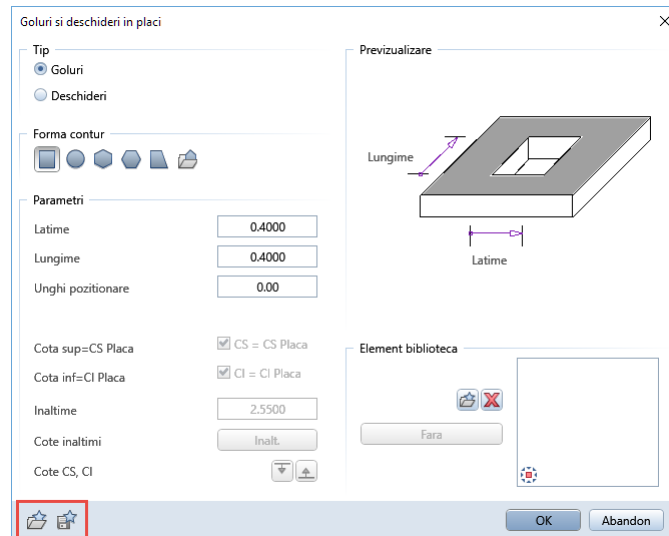 Goluri si deschideri in placi
Tip
Goluri
Deschideri
Forma contur
Parametri
Latime 0.4000
Lungime 0.4000
Unghi pozitionare 0.00
Cota sup=CS Placa CS = CS Placa
Cota inf=CI Placa CI = CI Placa
Inaltime 2.5500
Cote inaltimi Inalt.
Cote CS, CI
Previzualizare
Lungime
Latime
Element biblioteca
Fara
OK Abandon